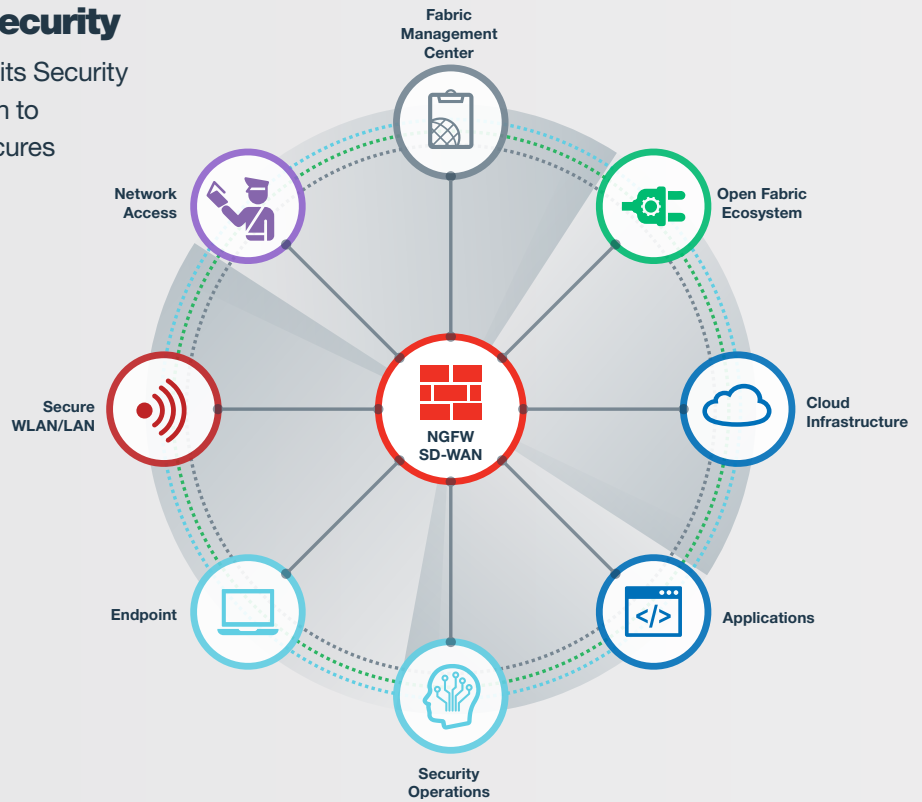 ecurity
its Security
n to
cures
Fabric
Management
Center
Network
Access
Open Fabric
Ecosystem
Secure
WLAN/LAN
NGFW
SD-WAN
Cloud
Infrastructure
Endpoint
</>
Applications
Security
Operations